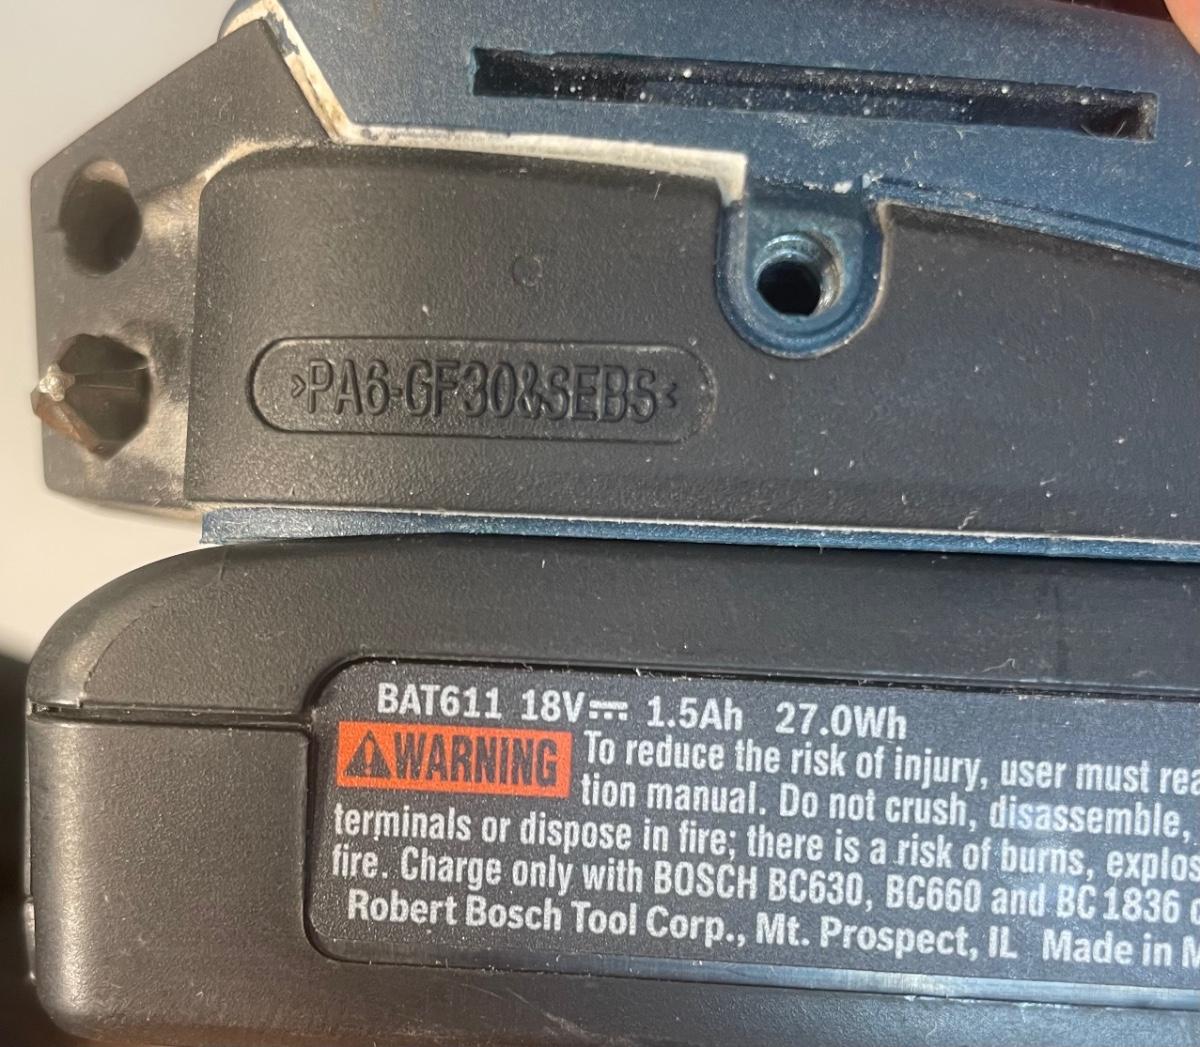 >PA6-GF30&SEBS<
BAT611 18V⎓ 1.5Ah 27.0Wh
⚠WARNING To reduce the risk of injury, user must
tion manual. Do not crush, disassemble,
terminals or dispose in fire; there is a risk of burns,
fire. Charge only with BOSCH BC630, BC660 and BC 1836
Robert Bosch Tool Corp., Mt. Prospect, IL Made in